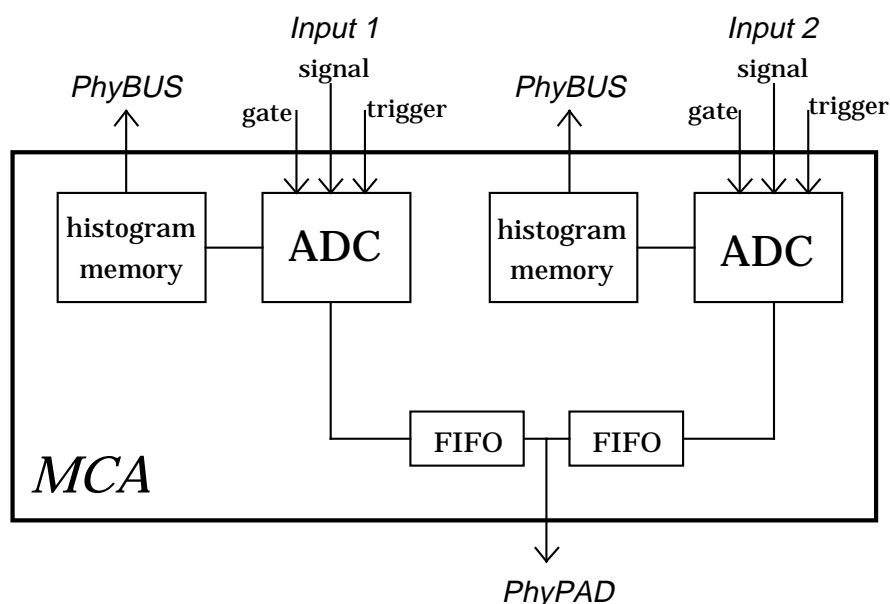 Input 1
signal
PhyBUS
gate
trigger
Input 2
signal
PhyBUS
gate
trigger
histogram
memory
ADC
histogram
memory
ADC
FIFO
FIFO
MCA
PhyPAD